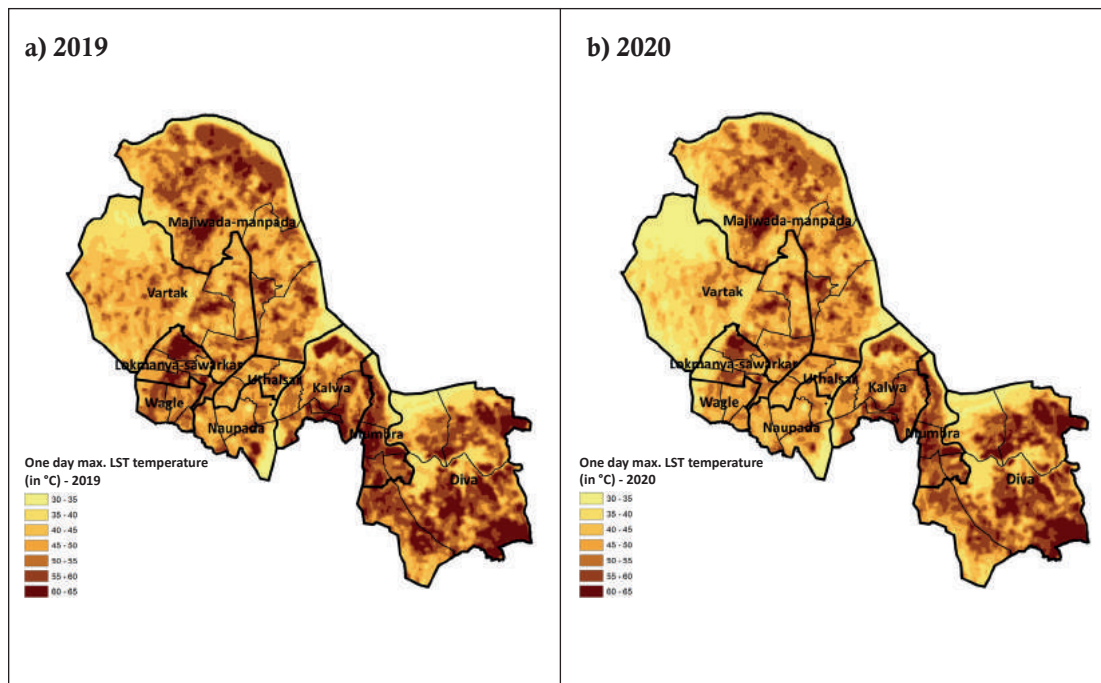 a) 2019
Majiwada-manpada
Vartak
Lokmanya-sawarkar
Uthalsar
Wagle
Kalwa
Naupada
Mumbra
Diva
One day max. LST temperature
(in °C) - 2019
30 - 35
35 - 40
40 - 45
45 - 50
50 - 55
55 - 60
60 - 65
b) 2020
Majiwada-manpada
Vartak
Lokmanya-sawarkar
Uthalsar
Wagle
Kalwa
Naupada
Mumbra
Diva
One day max. LST temperature
(in °C) - 2020
30 - 35
35 - 40
40 - 45
45 - 50
50 - 55
55 - 60
60 - 65